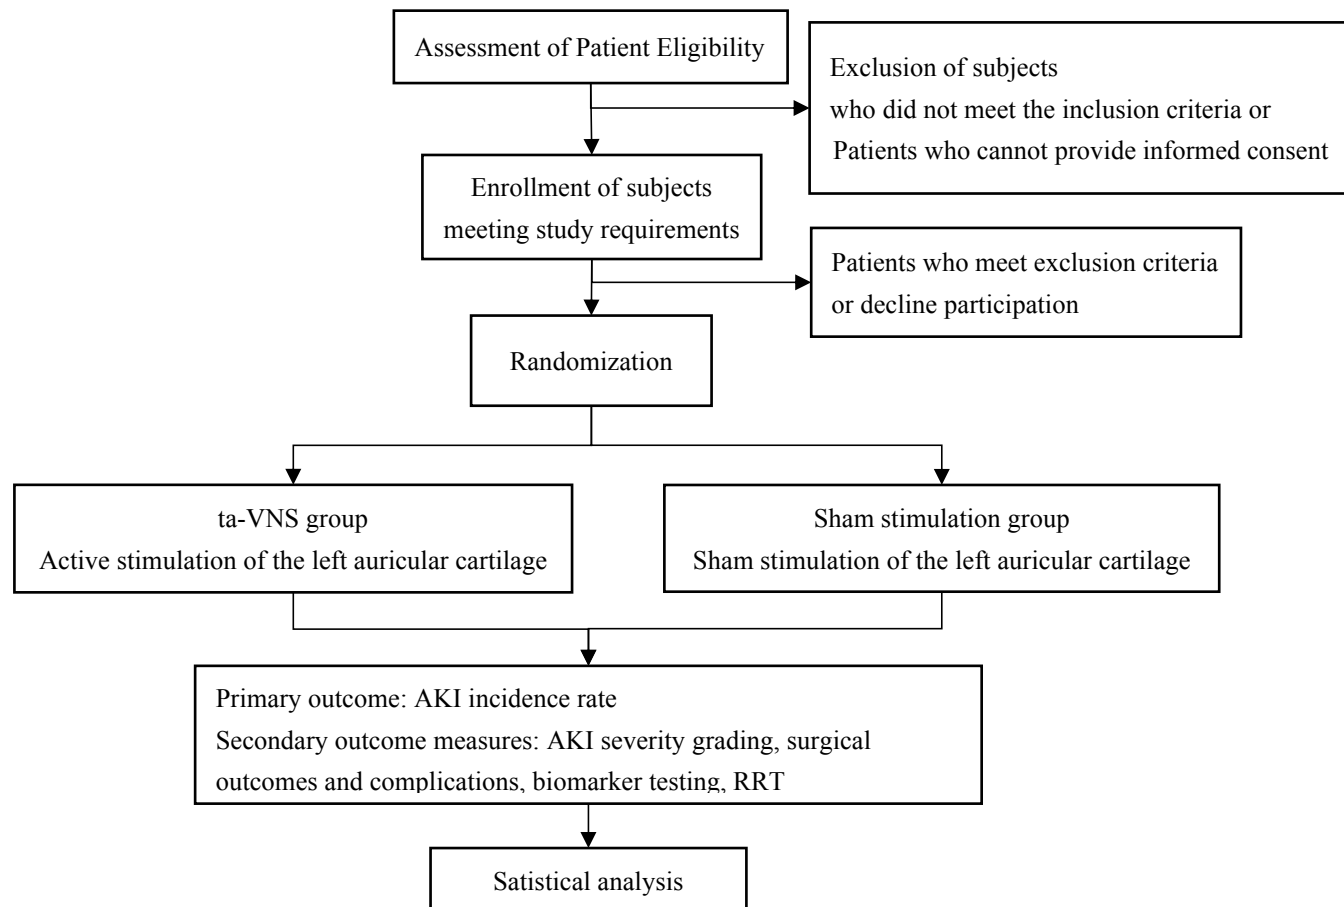 Assessment of Patient Eligibility
Exclusion of subjects
who did not meet the inclusion criteria or
Patients who cannot provide informed consent
Enrollment of subjects
meeting study requirements
Patients who meet exclusion criteria
or decline participation
Randomization
ta-VNS group
Active stimulation of the left auricular cartilage
Sham stimulation group
Sham stimulation of the left auricular cartilage
Primary outcome: AKI incidence rate
Secondary outcome measures: AKI severity grading, surgical
outcomes and complications, biomarker testing, RRT
Satistical analysis